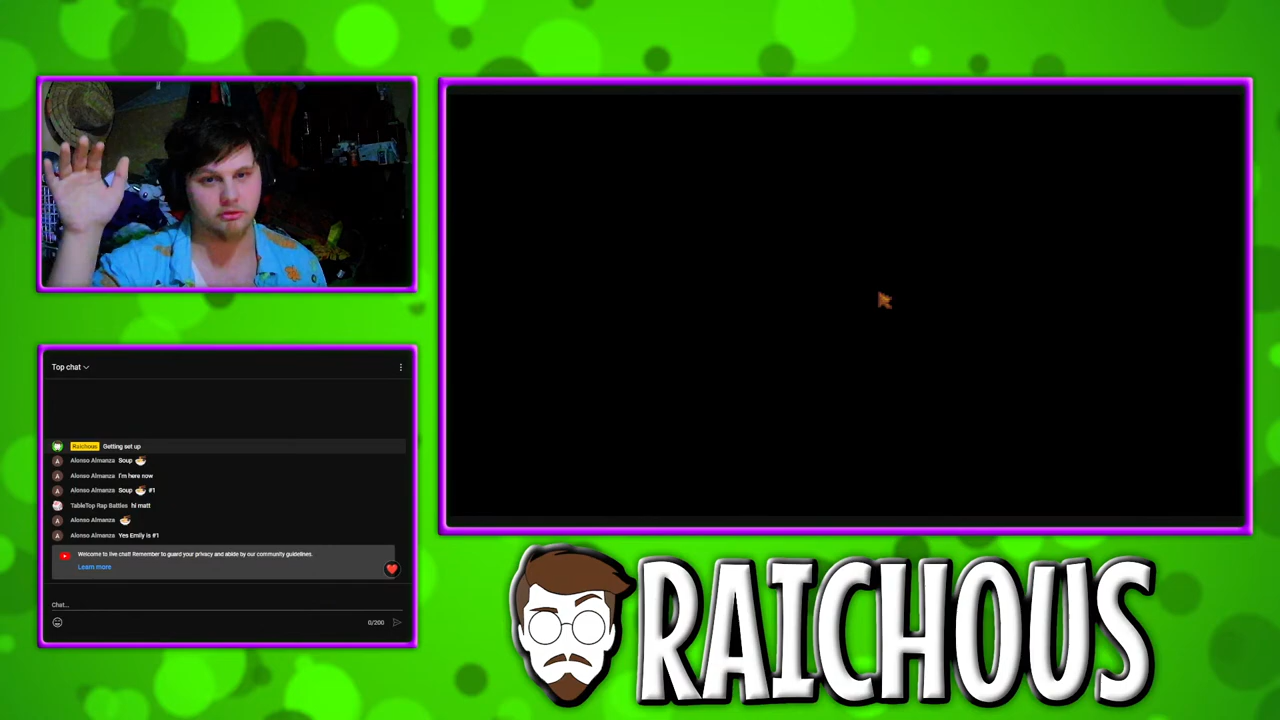 Top chat
Raichous Getting set up
Alonso Almanza Soup
Alonso Almanza I'm here now
Alonso Almanza Soup #1
TableTop Rap Battles hi matt
Alonso Almanza
Alonso Almanza Yes Emily is #1
Welcome to live chat! Remember to guard your privacy and abide by our community guidelines.
Learn more
Chat...
0/200
RAICHOUS